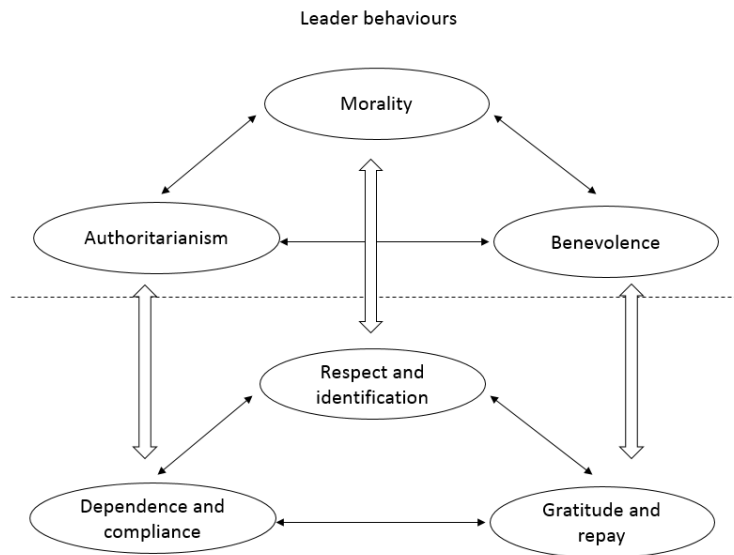 Leader behaviours
Morality
Authoritarianism
Benevolence
Respect and
identification
Dependence and
compliance
Gratitude and
repay